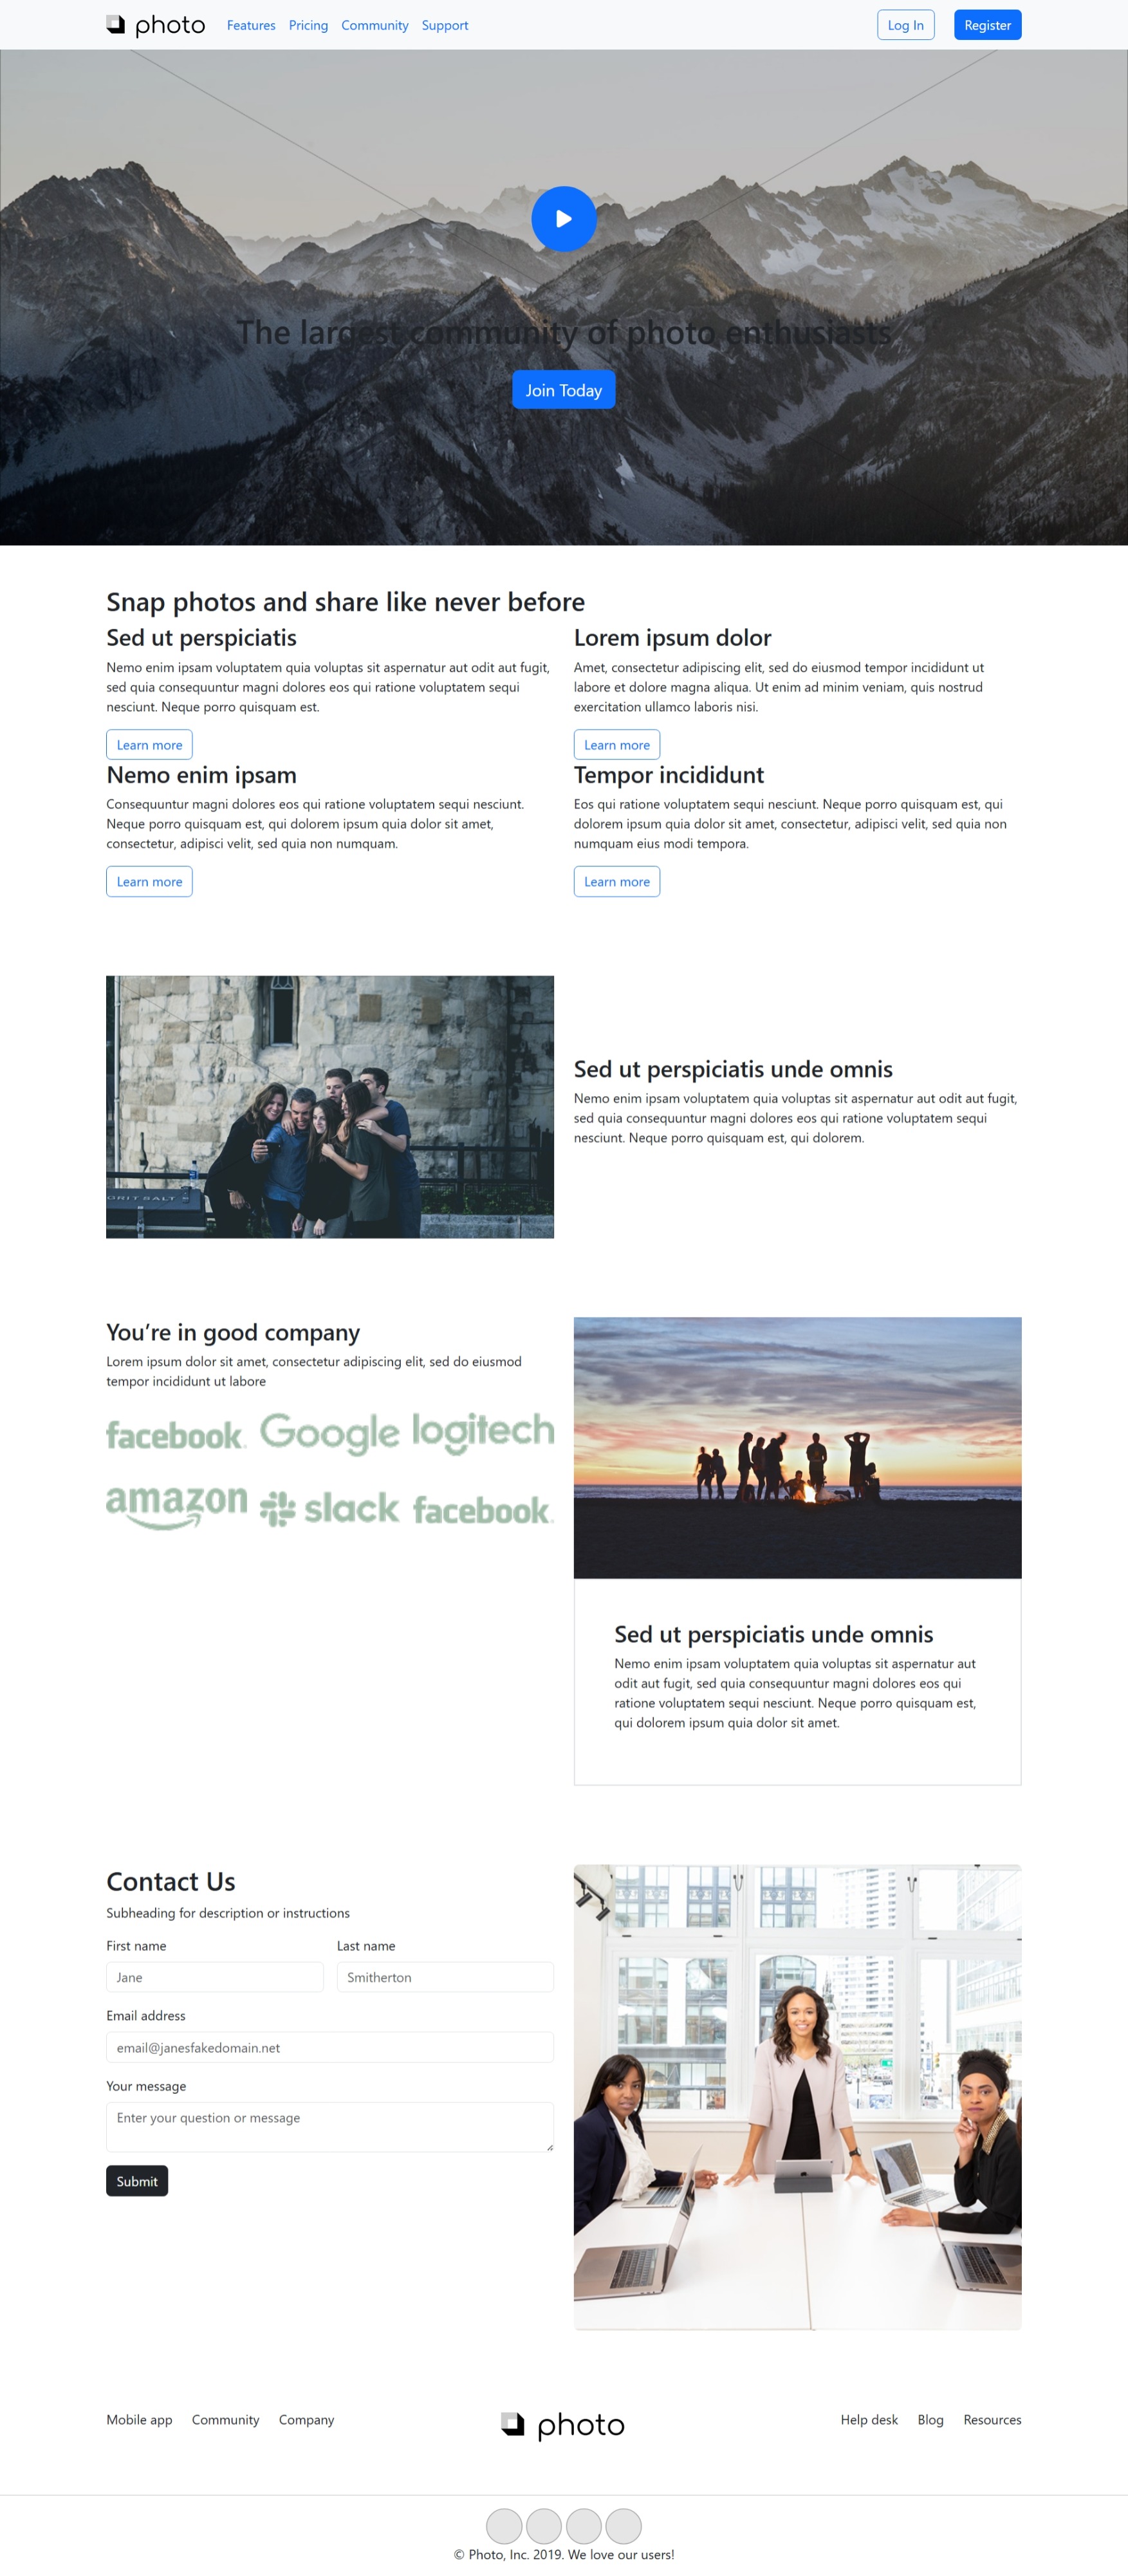 photo
Features Pricing Community Support
Log In Register
The largest community of photo enthusiasts
Join Today
Snap photos and share like never before
Sed ut perspiciatis
Nemo enim ipsam voluptatem quia voluptas sit aspernatur aut odit aut fugit,
sed quia consequuntur magni dolores eos qui ratione voluptatem sequi
nesciunt. Neque porro quisquam est.
Learn more
Lorem ipsum dolor
Amet, consectetur adipiscing elit, sed do eiusmod tempor incididunt ut
labore et dolore magna aliqua. Ut enim ad minim veniam, quis nostrud
exercitation ullamco laboris nisi.
Learn more
Nemo enim ipsam
Consequuntur magni dolores eos qui ratione voluptatem sequi nesciunt.
Neque porro quisquam est, qui dolorem ipsum quia dolor sit amet,
consectetur, adipisci velit, sed quia non numquam.
Learn more
Tempor incididunt
Eos qui ratione voluptatem sequi nesciunt. Neque porro quisquam est, qui
dolorem ipsum quia dolor sit amet, consectetur, adipisci velit, sed quia non
numquam eius modi tempora.
Learn more
GRIT SALT
Sed ut perspiciatis unde omnis
Nemo enim ipsam voluptatem quia voluptas sit aspernatur aut odit aut fugit,
sed quia consequuntur magni dolores eos qui ratione voluptatem sequi
nesciunt. Neque porro quisquam est, qui dolorem.
You’re in good company
Lorem ipsum dolor sit amet, consectetur adipiscing elit, sed do eiusmod
tempor incididunt ut labore
facebook. Google logitech
amazon slack facebook.
Sed ut perspiciatis unde omnis
Nemo enim ipsam voluptatem quia voluptas sit aspernatur aut
odit aut fugit, sed quia consequuntur magni dolores eos qui
ratione voluptatem sequi nesciunt. Neque porro quisquam est,
qui dolorem ipsum quia dolor sit amet.
Contact Us
Subheading for description or instructions
First name Last name
Jane Smitherton
Email address
email@janesfakedomain.net
Your message
Enter your question or message
Submit
Mobile app Community Company
photo
Help desk Blog Resources
© Photo, Inc. 2019. We love our users!